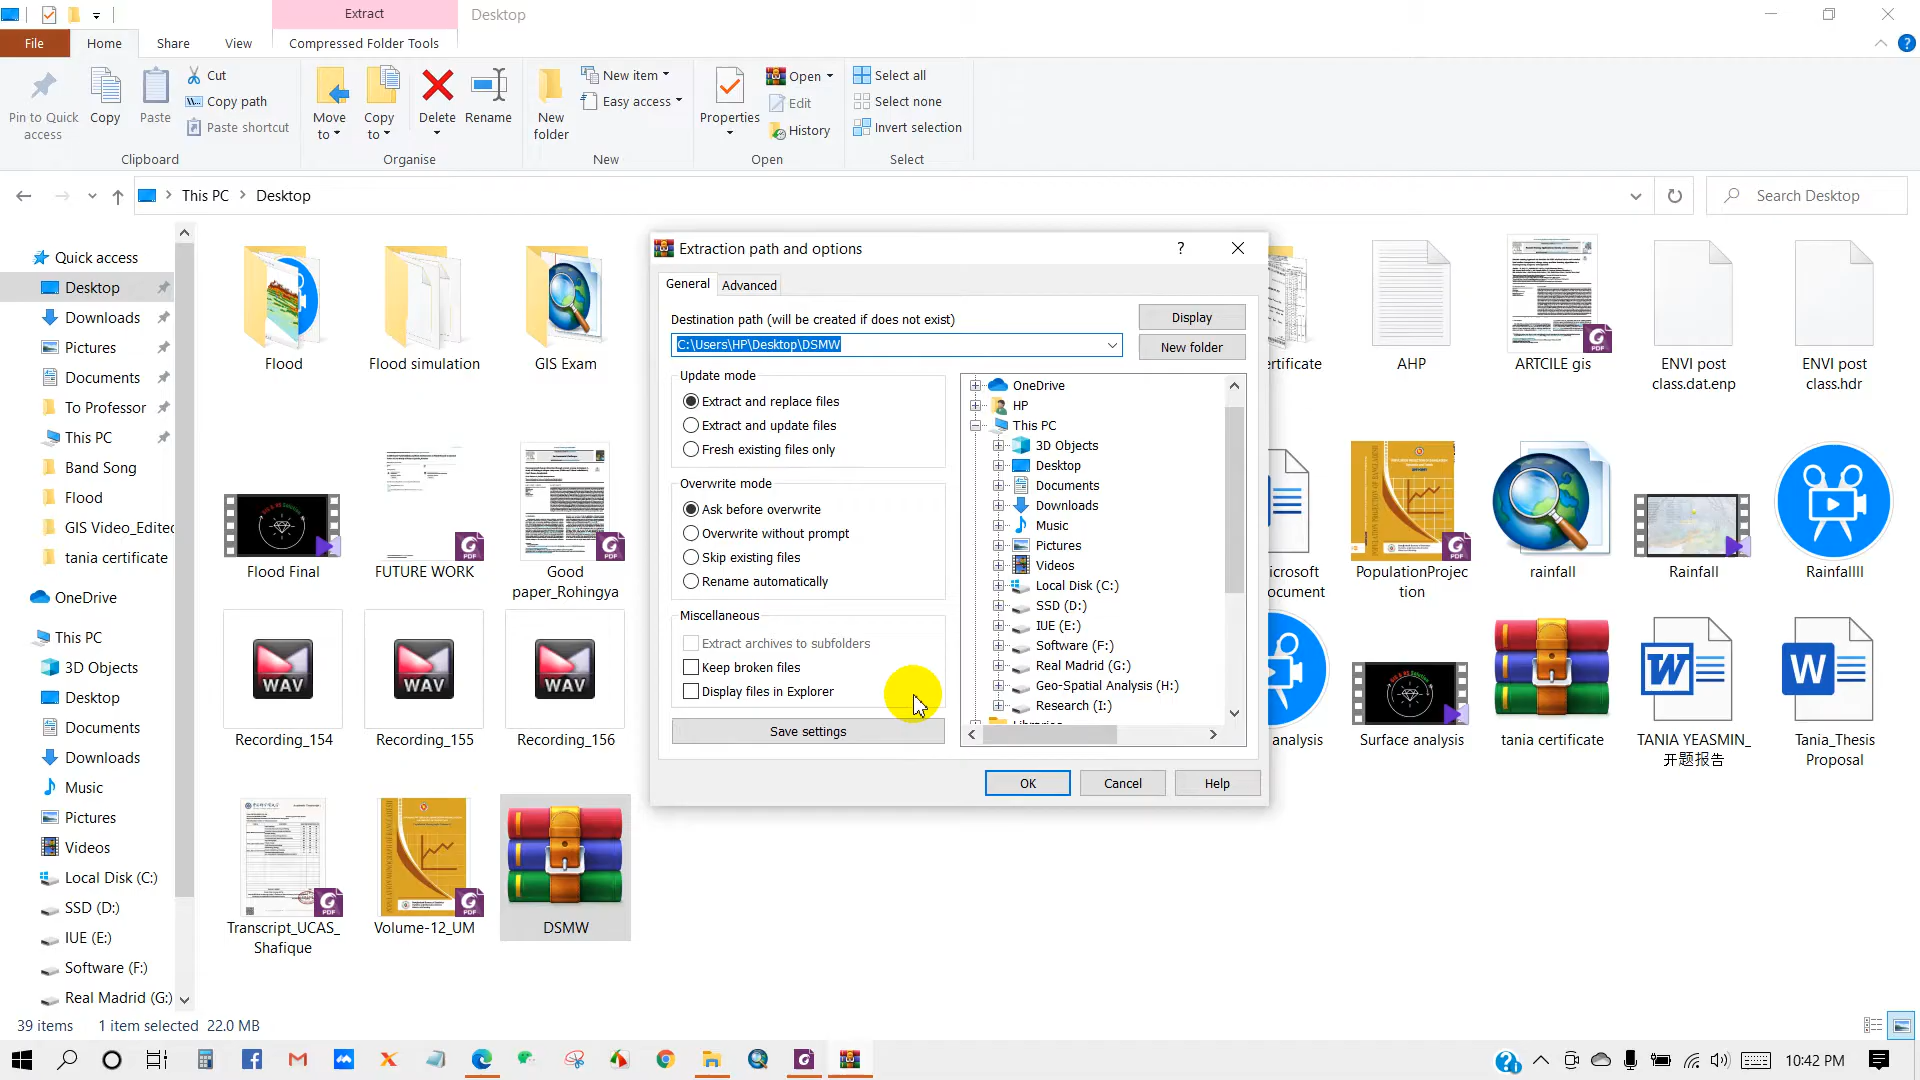 Extract
Desktop
File
Home
Share
View
Compressed Folder Tools
Pin to Quick
access
Copy
Paste
Cut
Copy path
Paste shortcut
Clipboard
Move
to
Copy
to
Delete
Rename
Organise
New
folder
New item
Easy access
New
Properties
Open
Edit
History
Open
Select all
Select none
Invert selection
Select
This PC
Desktop
Search Desktop
Quick access
Desktop
Downloads
Pictures
Documents
To Professor
This PC
Band Song
Flood
GIS Video_Editec
tania certificate
OneDrive
This PC
3D Objects
Desktop
Documents
Downloads
Music
Pictures
Videos
Local Disk (C:)
SSD (D:)
IUE (E:)
Software (F:)
Real Madrid (G:)
Flood
Flood simulation
GIS Exam
ertificate
AHP
ARTCILE gis
ENVI post
class.dat.enp
ENVI post
class.hdr
Flood Final
FUTURE WORK
Good
paper_Rohingya
icrosoft
ocument
PopulationProjec
tion
rainfall
Rainfall
Rainfallll
WAV
WAV
WAV
Recording_154
Recording_155
Recording_156
analysis
Surface analysis
tania certificate
TANIA YEASMIN_
开题报告
Tania_Thesis
Proposal
Transcript_UCAS_
Shafique
Volume-12_UM
DSMW
Extraction path and options
?
General
Advanced
Destination path (will be created if does not exist)
C:\Users\HP\Desktop\DSMW
Display
New folder
Update mode
Extract and replace files
Extract and update files
Fresh existing files only
Overwrite mode
Ask before overwrite
Overwrite without prompt
Skip existing files
Rename automatically
Miscellaneous
Extract archives to subfolders
Keep broken files
Display files in Explorer
Save settings
OneDrive
HP
This PC
3D Objects
Desktop
Documents
Downloads
Music
Pictures
Videos
Local Disk (C:)
SSD (D:)
IUE (E:)
Software (F:)
Real Madrid (G:)
Geo-Spatial Analysis (H:)
Research (I:)
OK
Cancel
Help
39 items
1 item selected
22.0 MB
10:42 PM